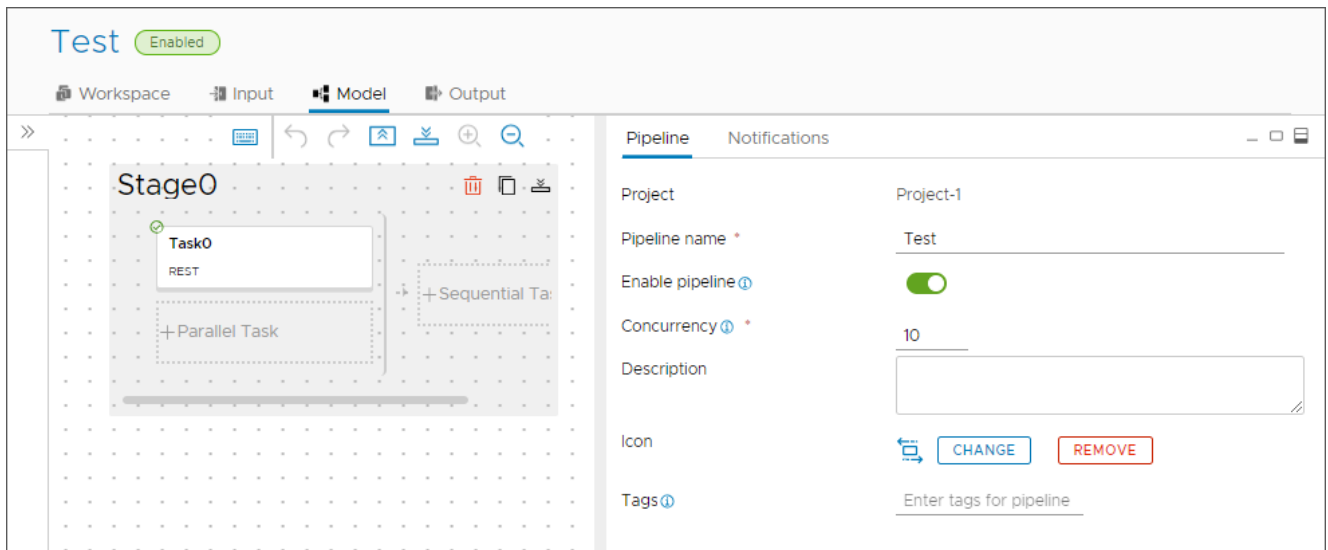 Test Enabled
Workspace Input Model Output
Pipeline Notifications
Stage0
Task0
REST
+Parallel Task
+Sequential Ta
Project Project-1
Pipeline name * Test
Enable pipeline
Concurrency * 10
Description
Icon CHANGE REMOVE
Tags Enter tags for pipeline